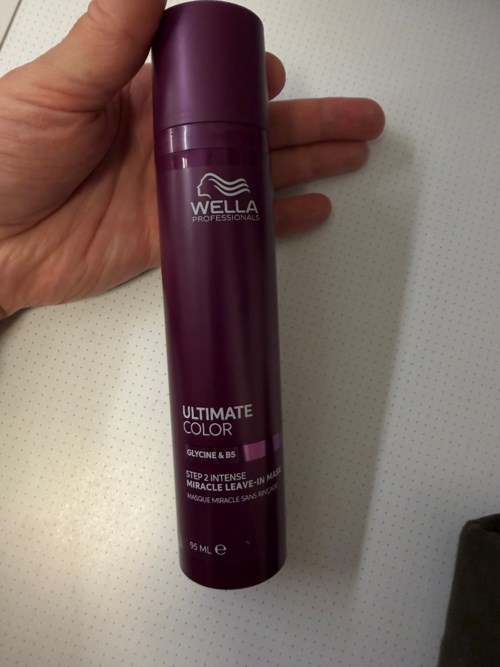 WELLA
PROFESSIONALS
ULTIMATE
COLOR
GLYCINE & B5
STEP 2 INTENSE
MIRACLE LEAVE-IN MASK
MASQUE MIRACLE SANS RINÇAGE
95 ML ℮